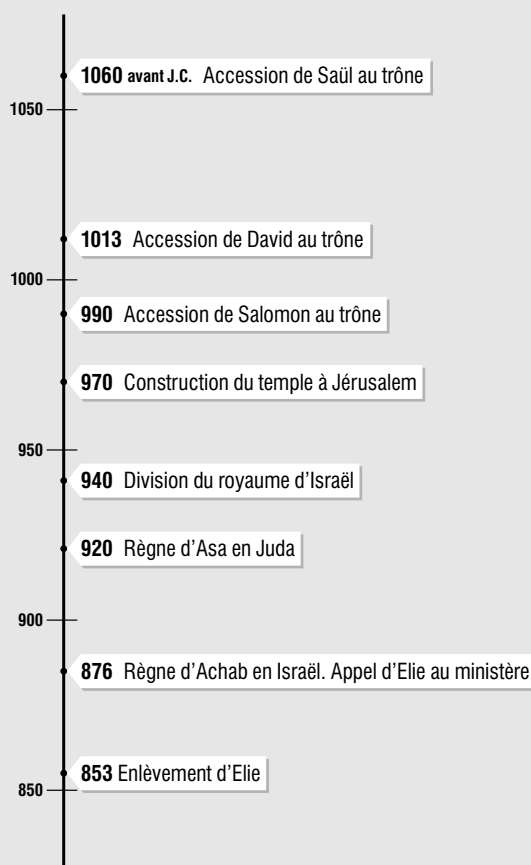 1060 avant J.C. Accession de Saül au trône
1050
1013 Accession de David au trône
1000
990 Accession de Salomon au trône
970 Construction du temple à Jérusalem
950
940 Division du royaume d'Israël
920 Règne d'Asa en Juda
900
876 Règne d'Achab en Israël. Appel d'Elie au ministère
853 Enlèvement d'Elie
850